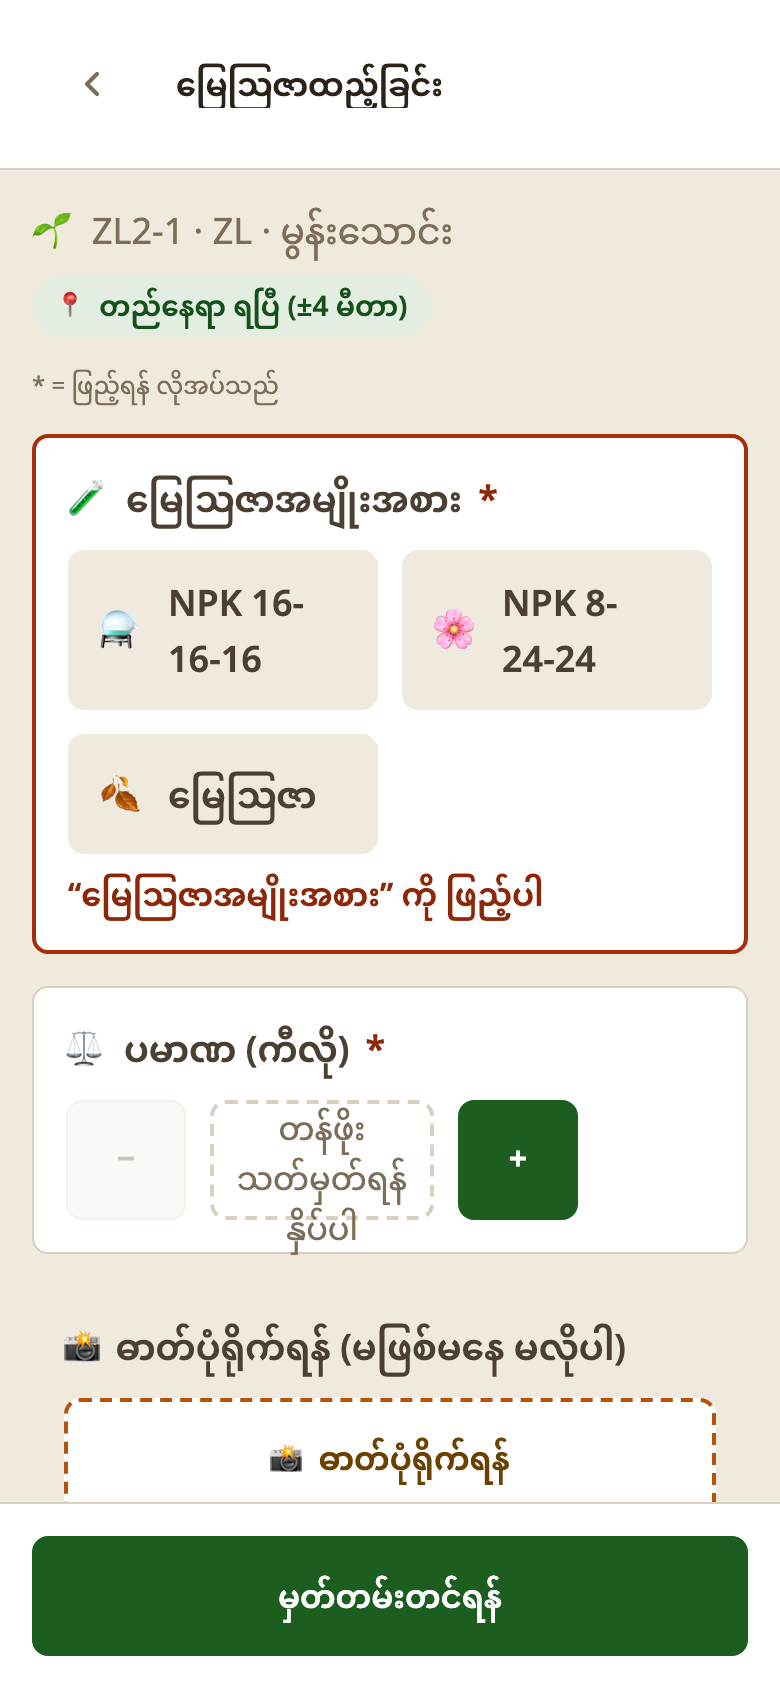 မြေဩဇာထည့်ခြင်း
ZL2-1 · ZL · မွန်းသောင်း
တည်နေရာ ရပြီ (±4 မီတာ)
* = ဖြည့်ရန် လိုအပ်သည်
မြေဩဇာအမျိုးအစား *
NPK 16-
16-16
NPK 8-
24-24
မြေဩဇာ
“မြေဩဇာအမျိုးအစား” ကို ဖြည့်ပါ
ပမာဏ (ကီလို) *
−
တန်ဖိုး
သတ်မှတ်ရန်
နှိပ်ပါ
+
ဓာတ်ပုံရိုက်ရန် (မဖြစ်မနေ မလိုပါ)
ဓာတ်ပုံရိုက်ရန်
မှတ်တမ်းတင်ရန်